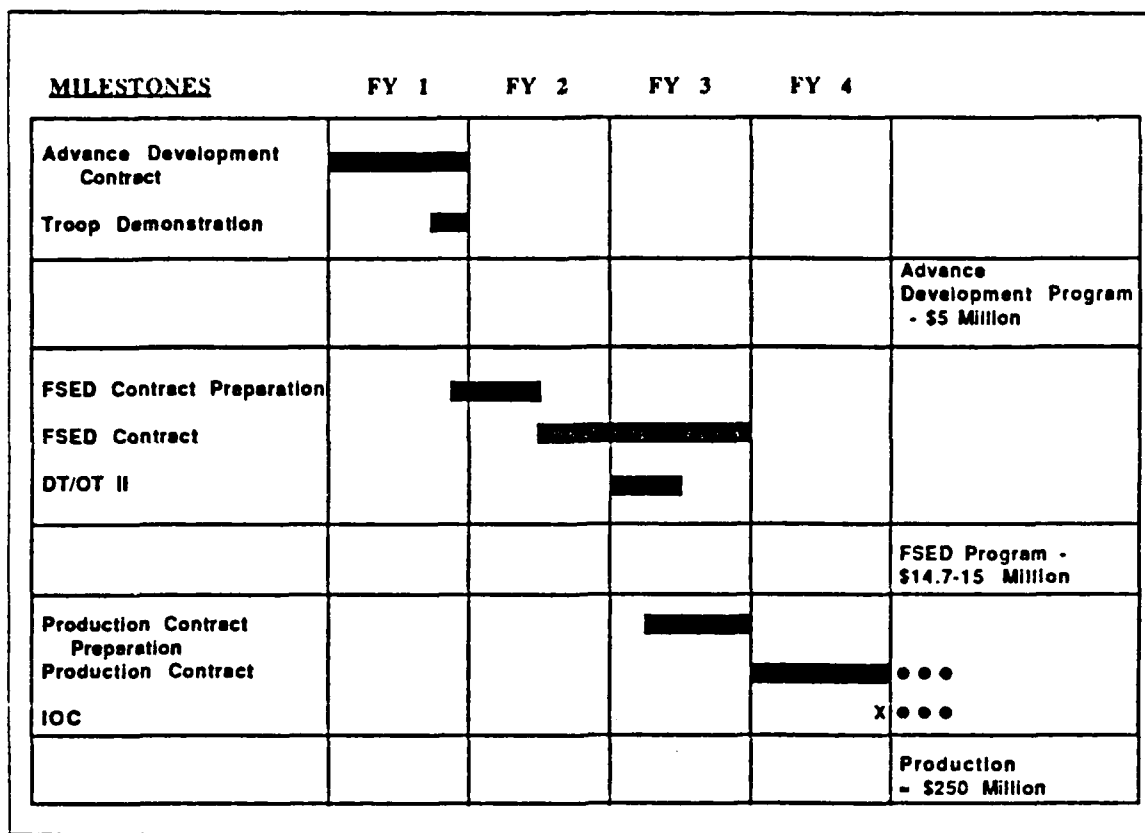 MILESTONES FY 1 FY 2 FY 3 FY 4
Advance Development
Contract
Troop Demonstration
Advance
Development Program
- $5 Million
FSED Contract Preparation
FSED Contract
DT/OT II
FSED Program -
$14.7-15 Million
Production Contract
Preparation
Production Contract ● ● ●
IOC X ● ● ●
Production
= $250 Million